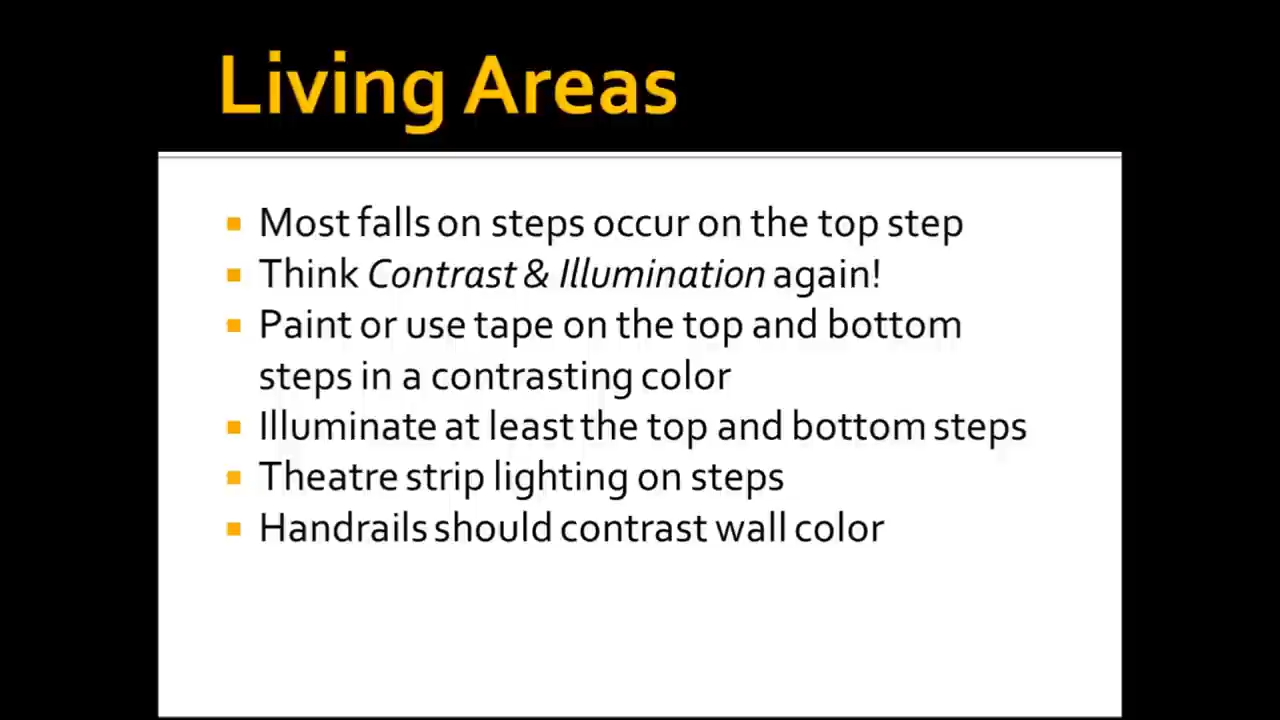 Living Areas
Most falls on steps occur on the top step
Think Contrast & Illumination again!
Paint or use tape on the top and bottom
steps in a contrasting color
Illuminate at least the top and bottom steps
Theatre strip lighting on steps
Handrails should contrast wall color